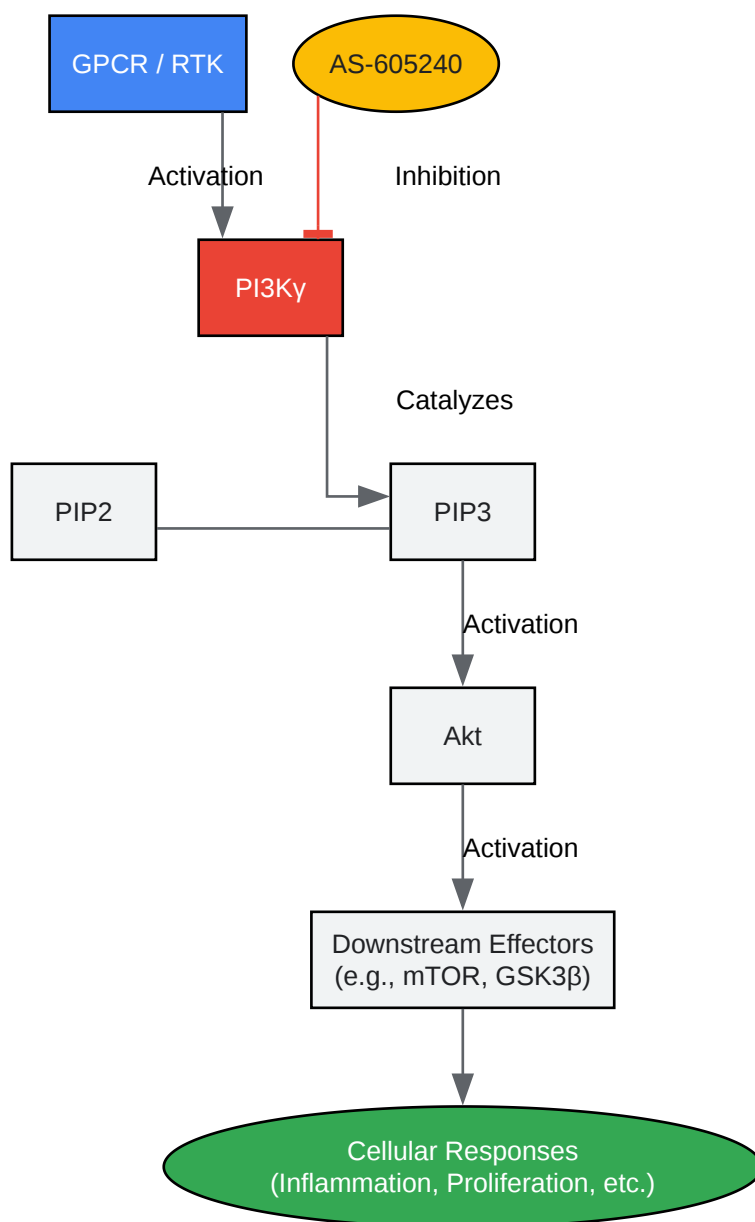 GPCR / RTK
AS-605240
Activation
Inhibition
PI3Kγ
Catalyzes
PIP2
PIP3
Activation
Akt
Activation
Downstream Effectors
(e.g., mTOR, GSK3β)
Cellular Responses
(Inflammation, Proliferation, etc.)